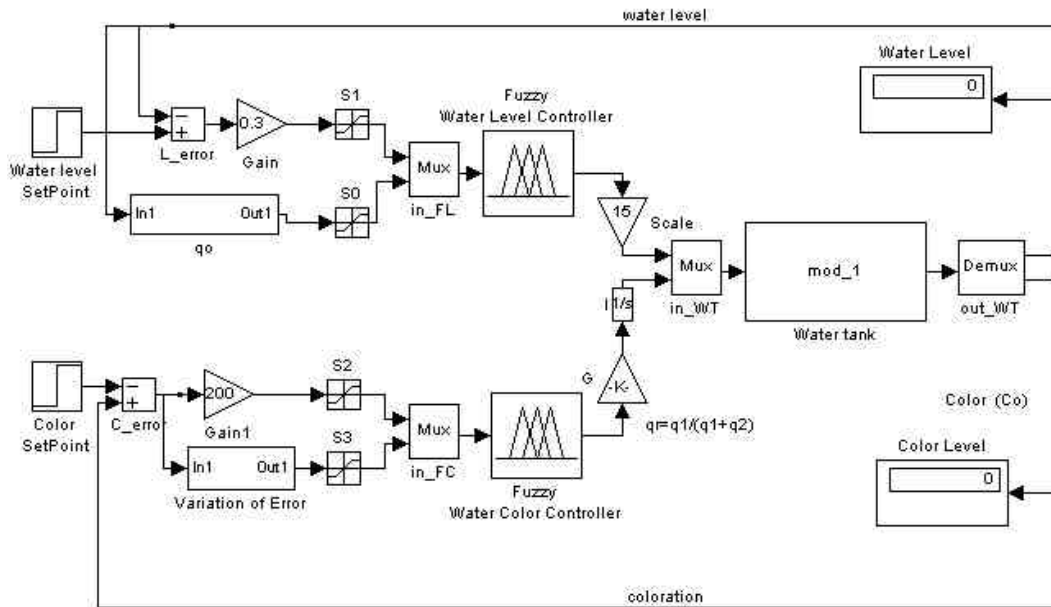 water level
Water Level
0
Fuzzy
Water Level Controller
S1
−
+
0.3
L_error
Gain
Water level
SetPoint
Mux
in_FL
S0
In1
Out1
qo
15
Scale
Mux
in_WT
mod_1
Water tank
Demux
out_WT
I 1/s
S2
G
-K-
−
+
200
Color
SetPoint
C_error
Gain1
S3
Mux
in_FC
qr=q1/(q1+q2)
Color (Co)
In1
Out1
Variation of Error
Fuzzy
Water Color Controller
Color Level
0
coloration